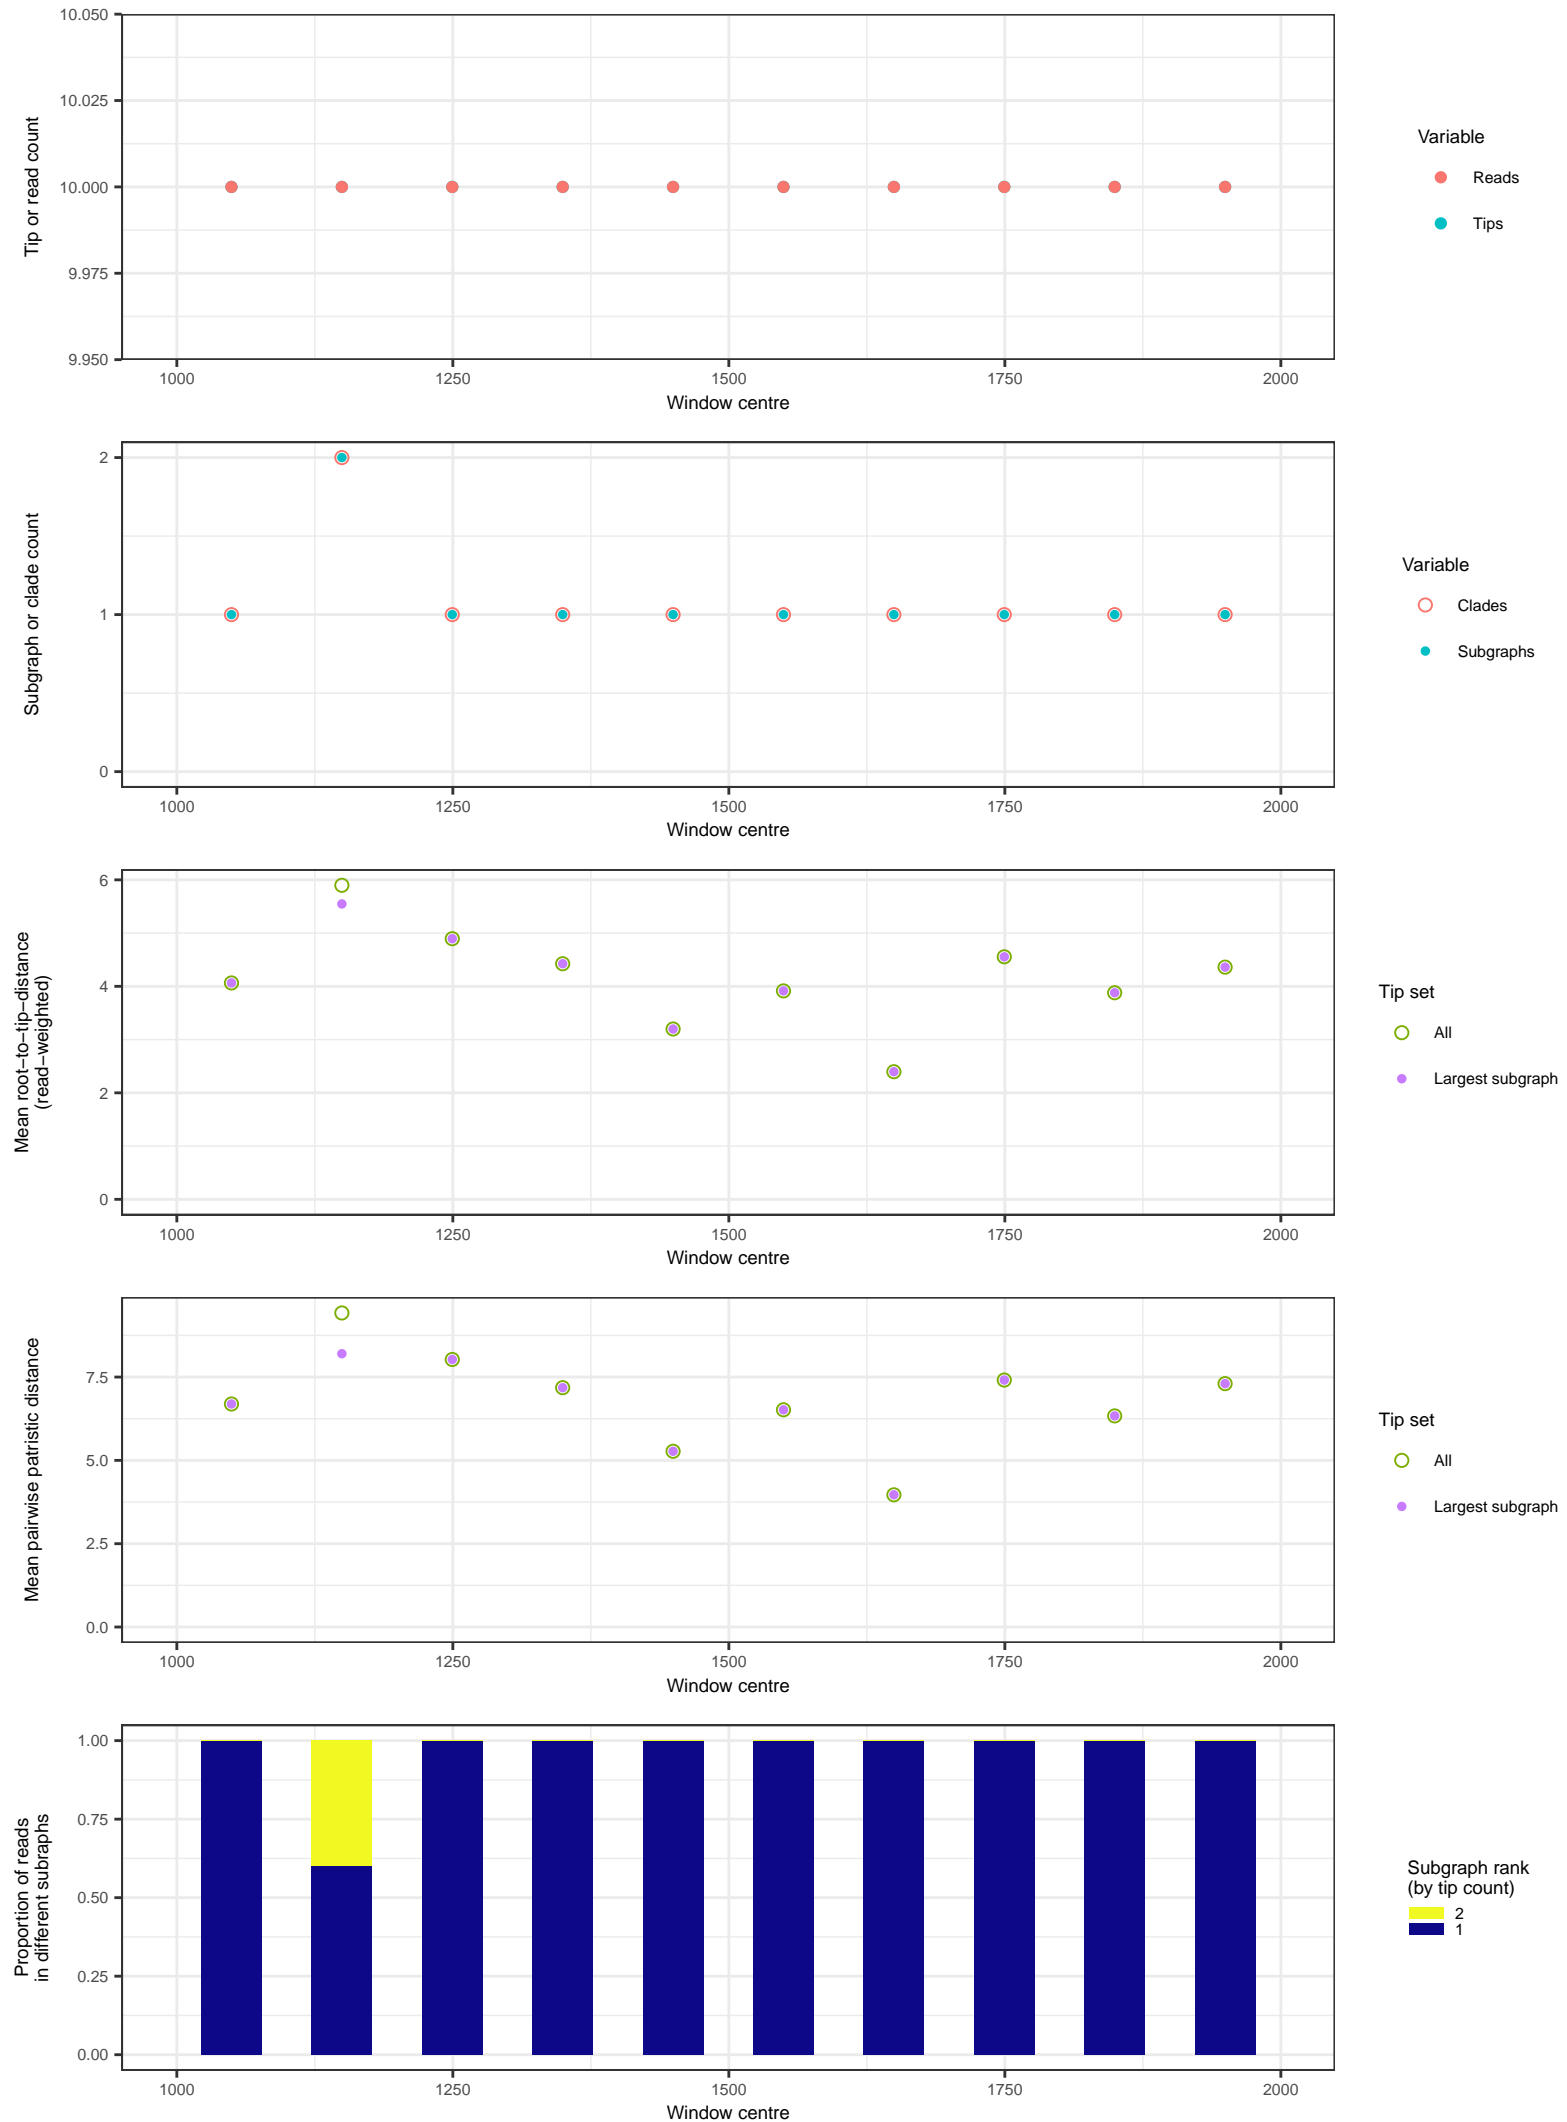 10.050
10.025
10.000
9.975
9.950
Tip or read count
1000 1250 1500 1750 2000
Window centre
Variable
Reads
Tips
2
1
0
Subgraph or clade count
1000 1250 1500 1750 2000
Window centre
Variable
Clades
Subgraphs
6
4
2
0
Mean root−to−tip−distance
(read−weighted)
1000 1250 1500 1750 2000
Window centre
Tip set
All
Largest subgraph
7.5
5.0
2.5
0.0
Mean pairwise patristic distance
1000 1250 1500 1750 2000
Window centre
Tip set
All
Largest subgraph
1.00
0.75
0.50
0.25
0.00
Proportion of reads
in different subraphs
1000 1250 1500 1750 2000
Window centre
Subgraph rank
(by tip count)
2
1